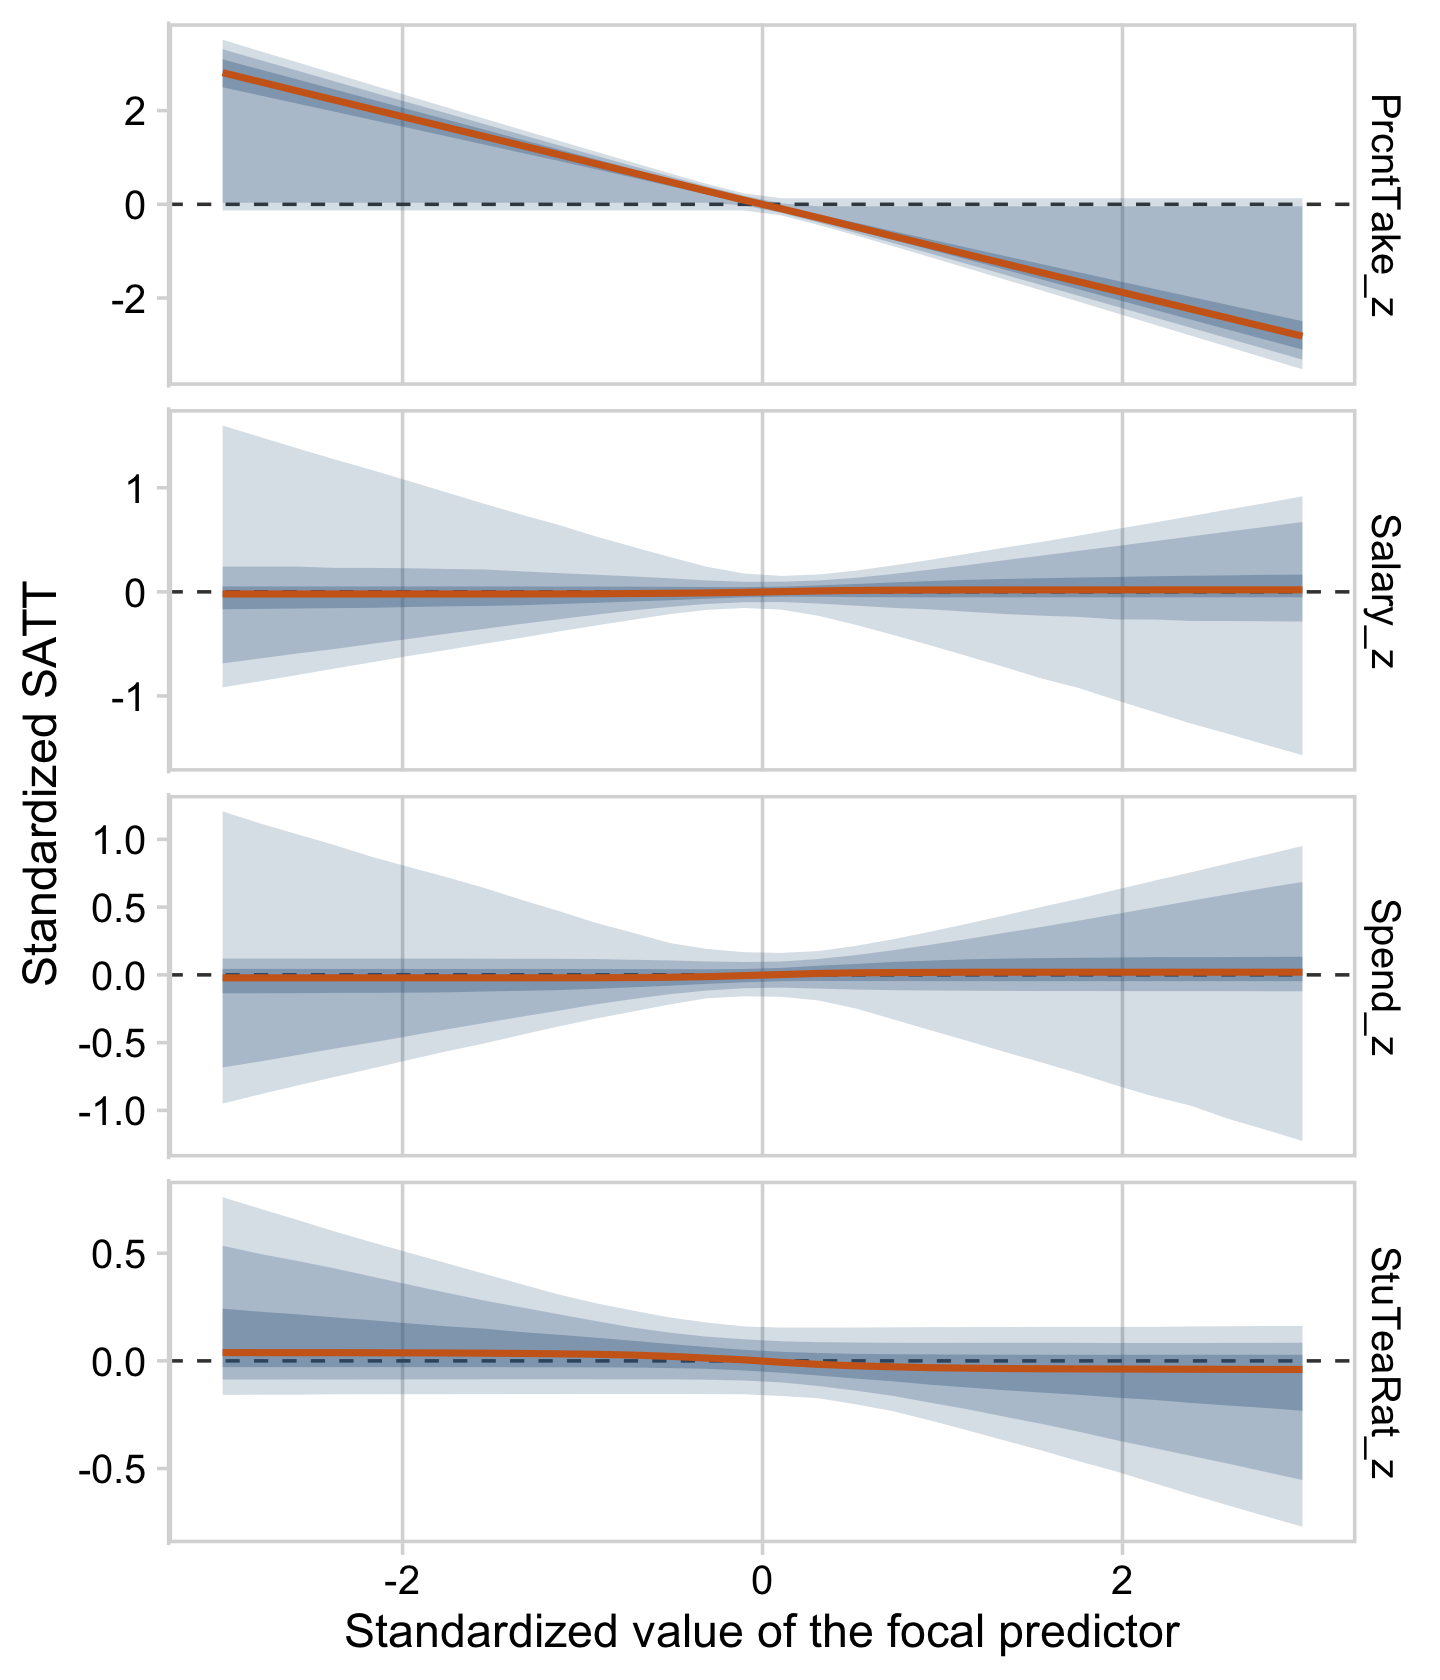 2
0
-2
PrcntTake_z
1
0
-1
Salary_z
Standardized SATT
1.0
0.5
0.0
-0.5
-1.0
Spend_z
0.5
0.0
-0.5
StuTeaRat_z
-2 0 2
Standardized value of the focal predictor